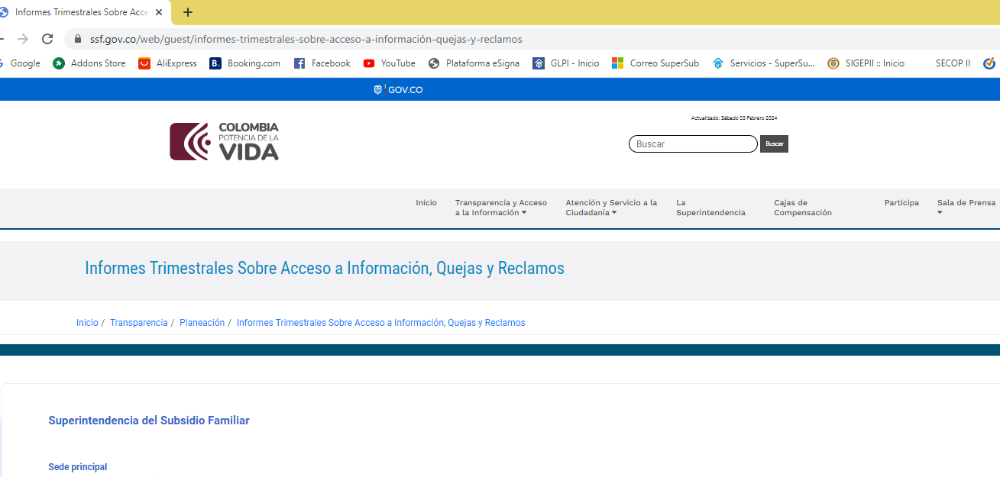 Informes Trimestrales Sobre Acce
ssf.gov.co/web/guest/informes-trimestrales-sobre-acceso-a-información-quejas-y-reclamos
Google Addons Store AliExpress B. Booking.com Facebook YouTube Plataforma eSigna GLPI - Inicio Correo SuperSub Servicios - SuperSu... SIGEPII :: Inicio SECOP II
GOV.CO
Actualizado: Sábado 03 Febrero 2024
COLOMBIA
POTENCIA DE LA
VIDA
Buscar Buscar
Inicio Transparencia y Acceso a la Información Atención y Servicio a la Ciudadanía La Superintendencia Cajas de Compensación Participa Sala de Prensa
Informes Trimestrales Sobre Acceso a Información, Quejas y Reclamos
Inicio / Transparencia / Planeación / Informes Trimestrales Sobre Acceso a Información, Quejas y Reclamos
Superintendencia del Subsidio Familiar
Sede principal